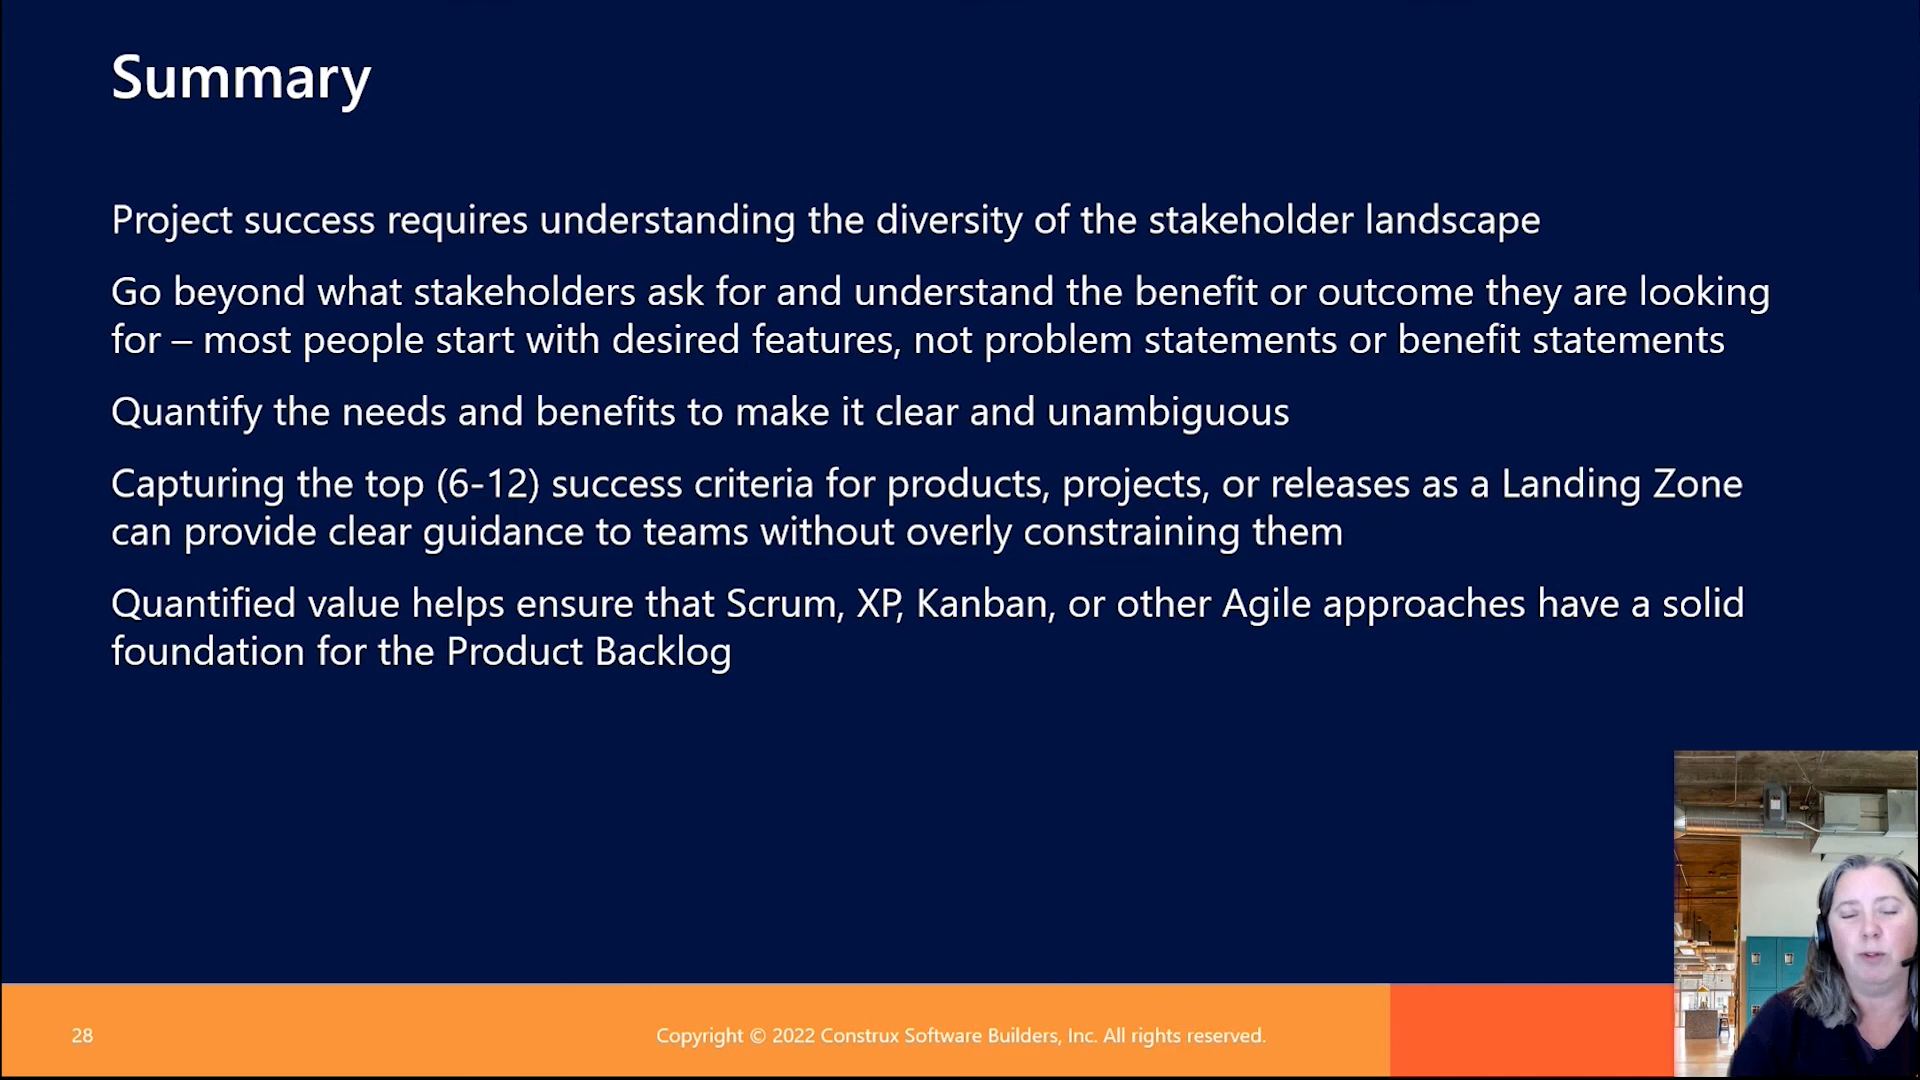 Summary
Project success requires understanding the diversity of the stakeholder landscape
Go beyond what stakeholders ask for and understand the benefit or outcome they are looking
for – most people start with desired features, not problem statements or benefit statements
Quantify the needs and benefits to make it clear and unambiguous
Capturing the top (6-12) success criteria for products, projects, or releases as a Landing Zone
can provide clear guidance to teams without overly constraining them
Quantified value helps ensure that Scrum, XP, Kanban, or other Agile approaches have a solid
foundation for the Product Backlog
28
Copyright © 2022 Construx Software Builders, Inc. All rights reserved.